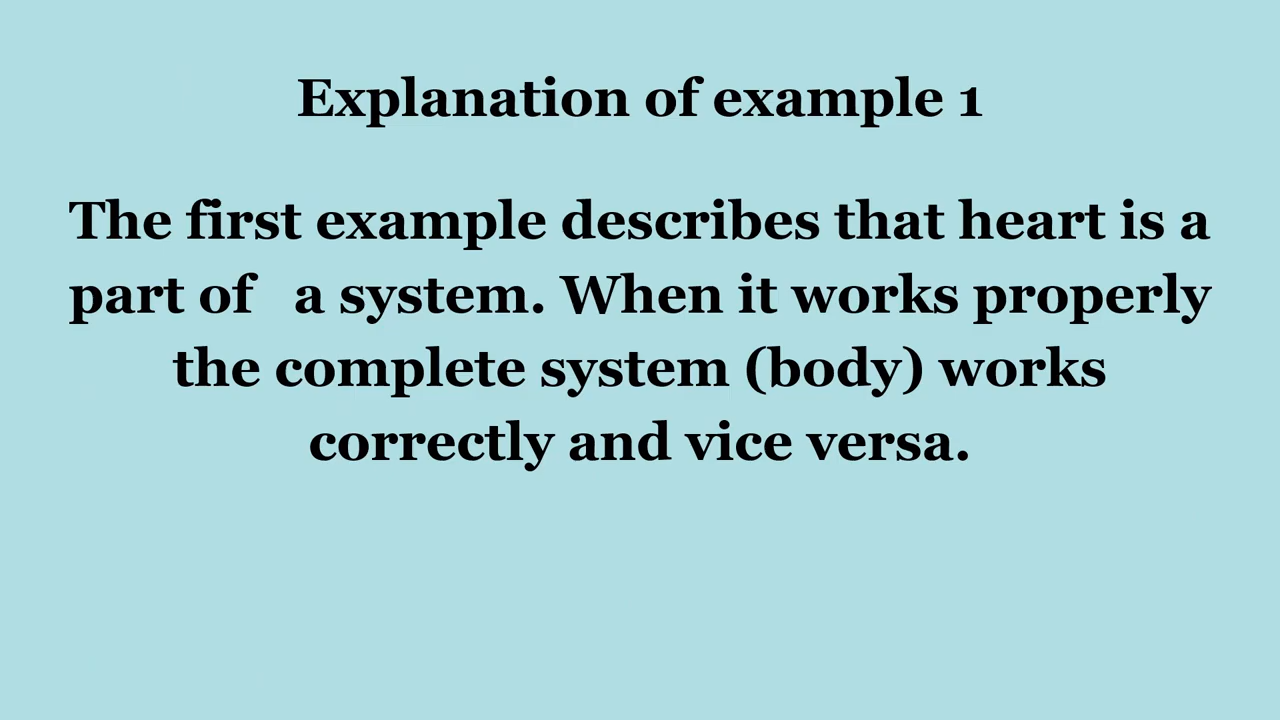 Explanation of example 1
The first example describes that heart is a
part of a system. When it works properly
the complete system (body) works
correctly and vice versa.